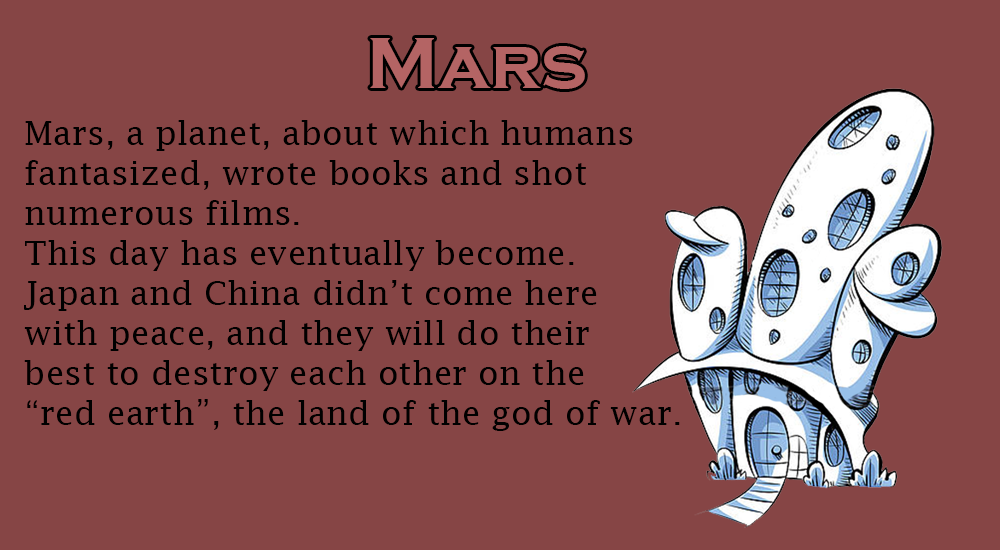 Mars
Mars, a planet, about which humans
fantasized, wrote books and shot
numerous films.
This day has eventually become.
Japan and China didn’t come here
with peace, and they will do their
best to destroy each other on the
“red earth”, the land of the god of war.